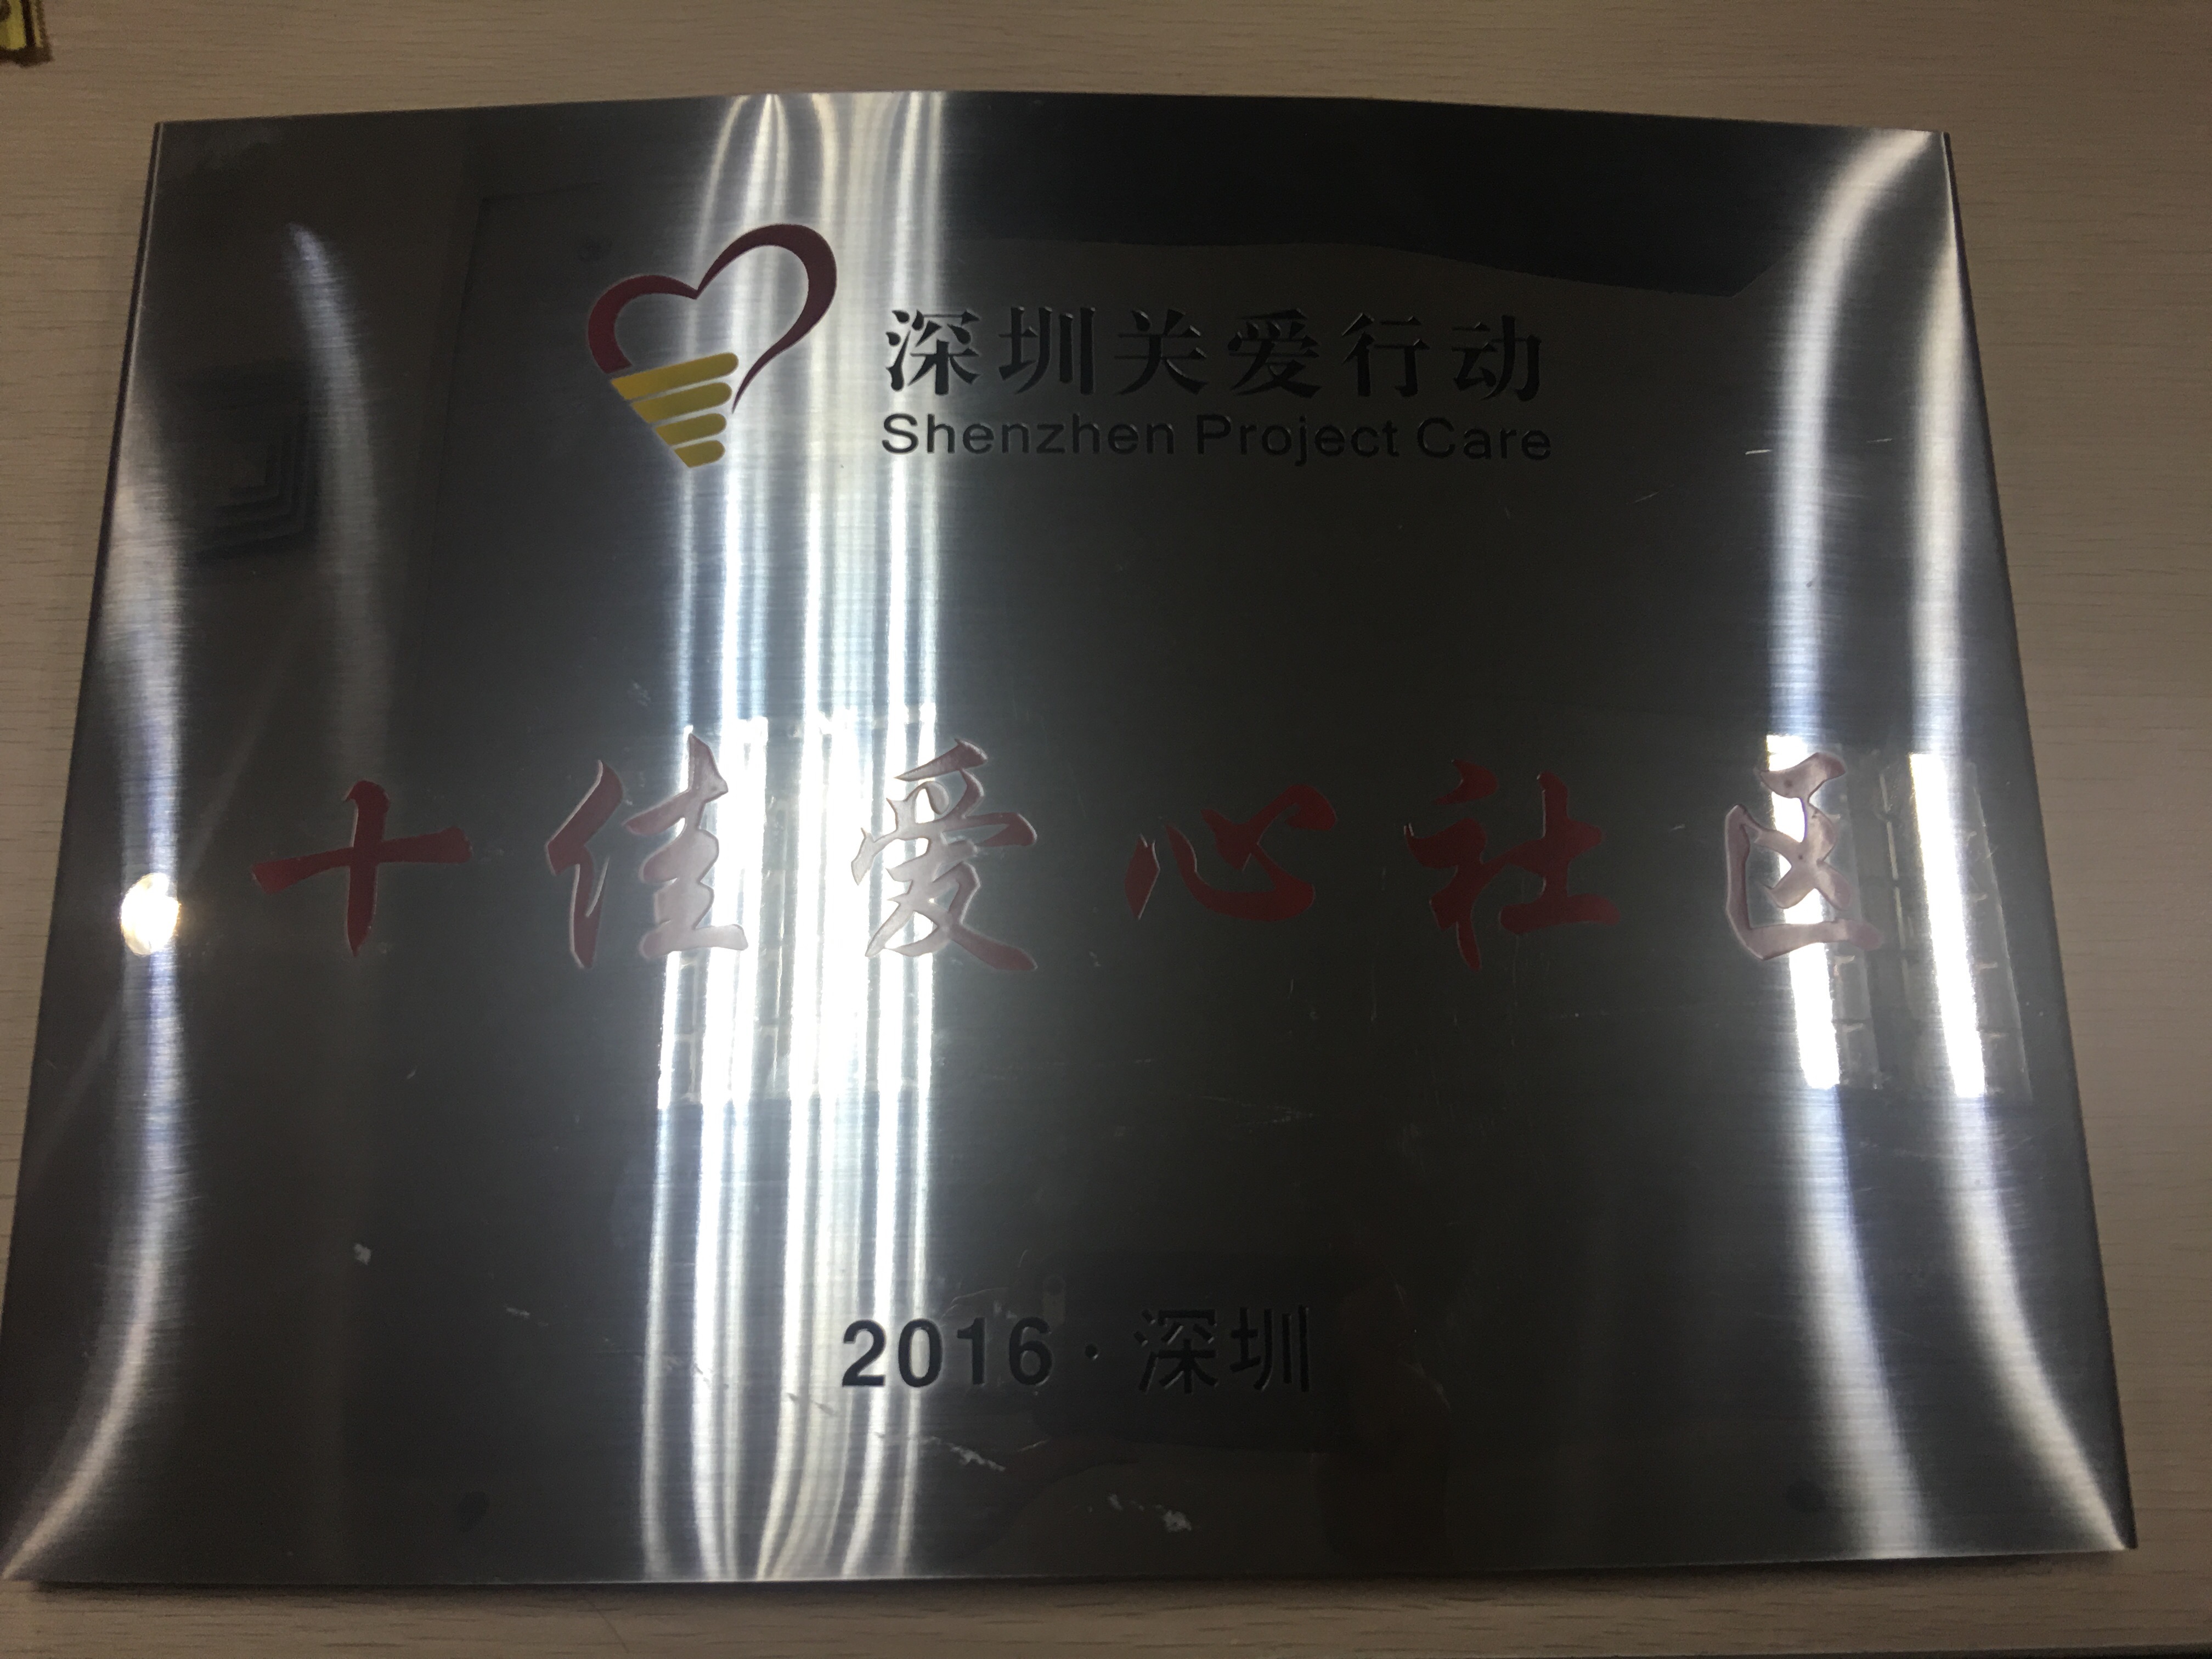 深圳关爱行动
Shenzhen Project Care
十佳爱心社区
2016·深圳